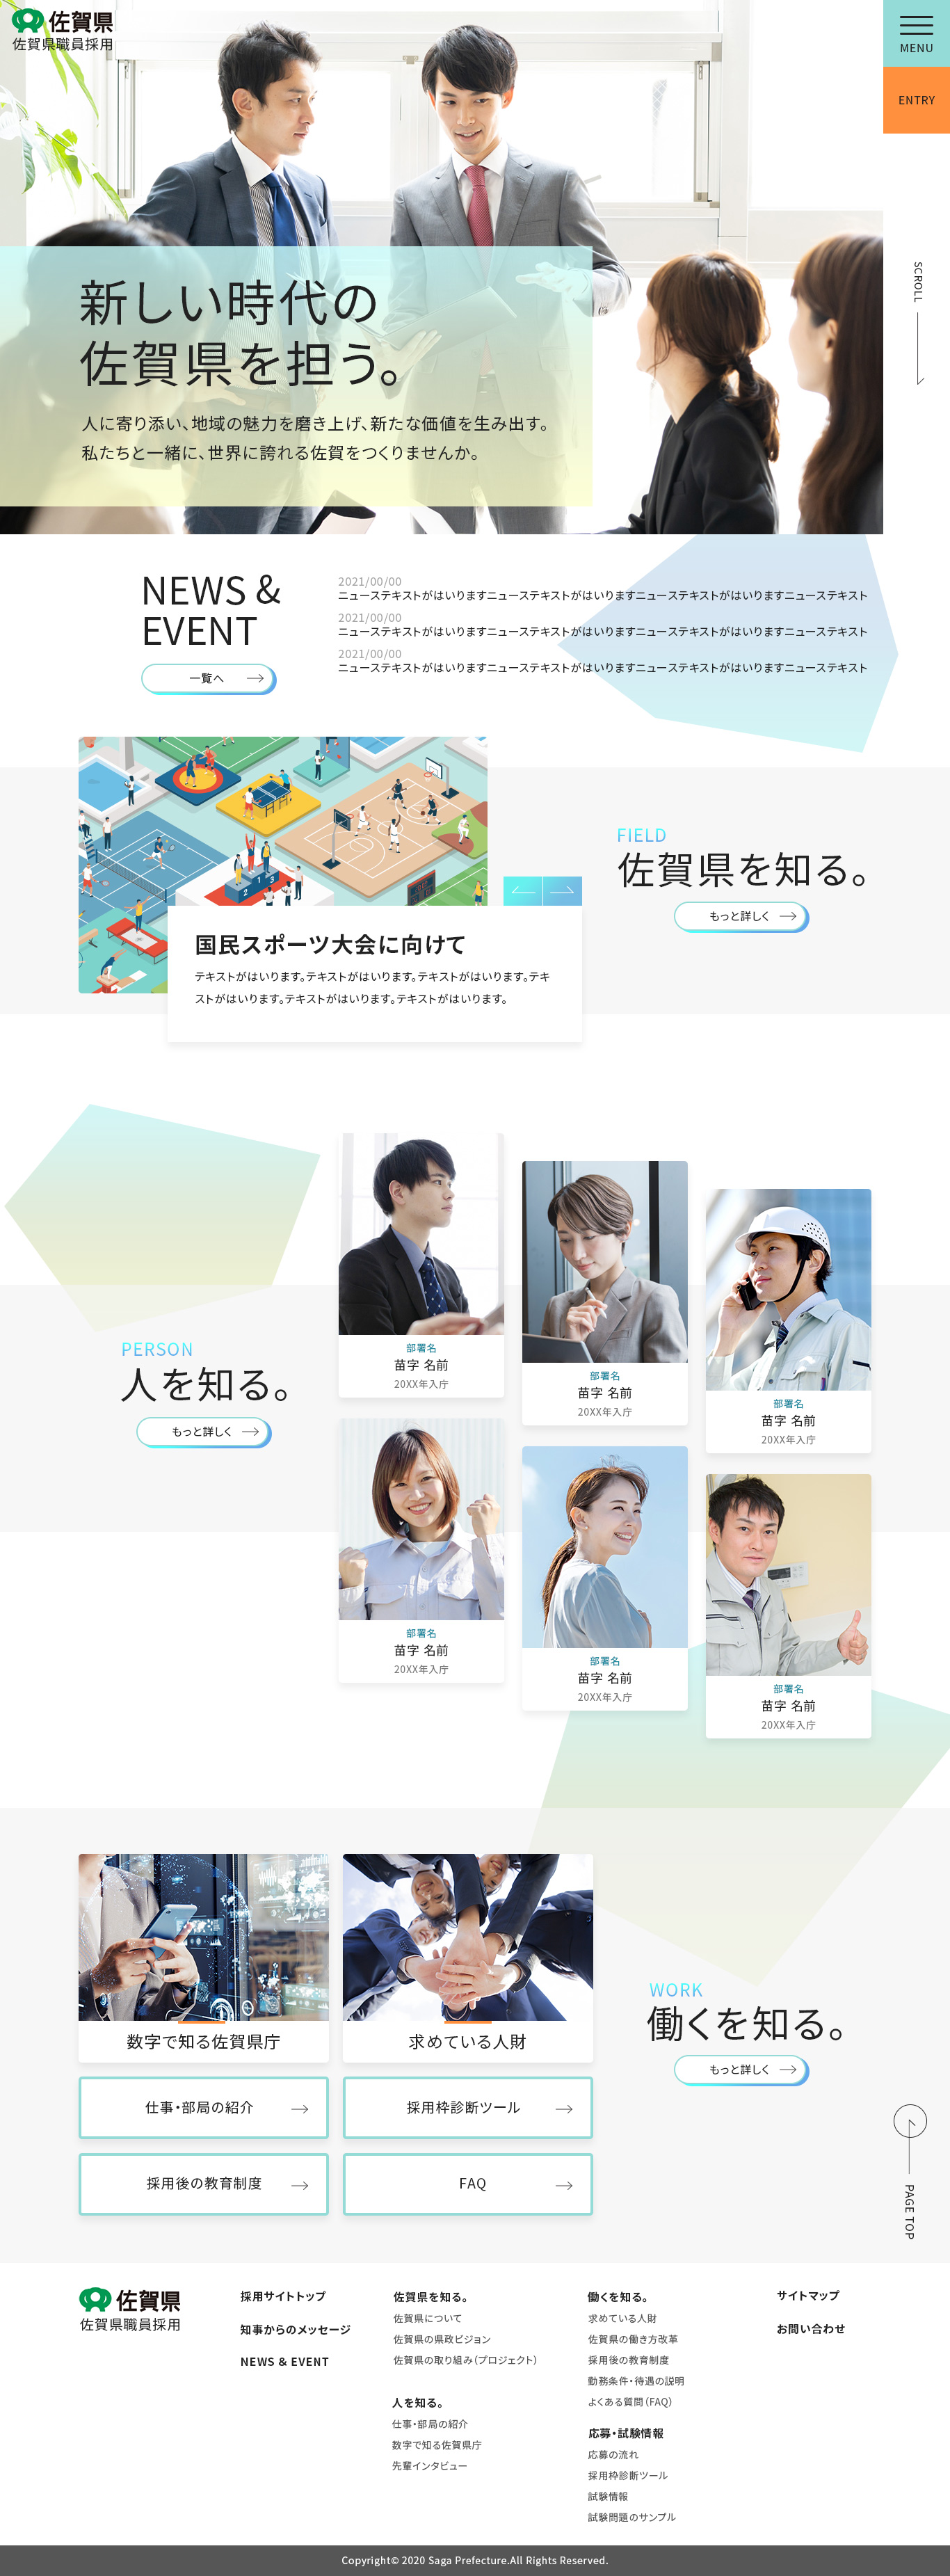 佐賀県
佐賀県職員採用
MENU
ENTRY
SCROLL
新しい時代の
佐賀県を担う。
人に寄り添い、地域の魅力を磨き上げ、新たな価値を生み出す。
私たちと一緒に、世界に誇れる佐賀をつくりませんか。
NEWS &
EVENT
一覧へ
2021/00/00
ニューステキストがはいりますニューステキストがはいりますニューステキストがはいりますニューステキスト
2021/00/00
ニューステキストがはいりますニューステキストがはいりますニューステキストがはいりますニューステキスト
2021/00/00
ニューステキストがはいりますニューステキストがはいりますニューステキストがはいりますニューステキスト
FIELD
佐賀県を知る。
もっと詳しく
2 1 3
国民スポーツ大会に向けて
テキストがはいります。テキストがはいります。テキストがはいります。テキ
ストがはいります。テキストがはいります。テキストがはいります。
PERSON
人を知る。
もっと詳しく
部署名
苗字 名前
20XX年入庁
部署名
苗字 名前
20XX年入庁
部署名
苗字 名前
20XX年入庁
部署名
苗字 名前
20XX年入庁
部署名
苗字 名前
20XX年入庁
部署名
苗字 名前
20XX年入庁
数字で知る佐賀県庁
求めている人財
仕事・部局の紹介
採用枠診断ツール
採用後の教育制度
FAQ
WORK
働くを知る。
もっと詳しく
PAGE TOP
佐賀県
佐賀県職員採用
採用サイトトップ
知事からのメッセージ
NEWS & EVENT
佐賀県を知る。
佐賀県について
佐賀県の県政ビジョン
佐賀県の取り組み（プロジェクト）
人を知る。
仕事・部局の紹介
数字で知る佐賀県庁
先輩インタビュー
働くを知る。
求めている人財
佐賀県の働き方改革
採用後の教育制度
勤務条件・待遇の説明
よくある質問（FAQ）
応募・試験情報
応募の流れ
採用枠診断ツール
試験情報
試験問題のサンプル
サイトマップ
お問い合わせ
Copyright© 2020 Saga Prefecture.All Rights Reserved.